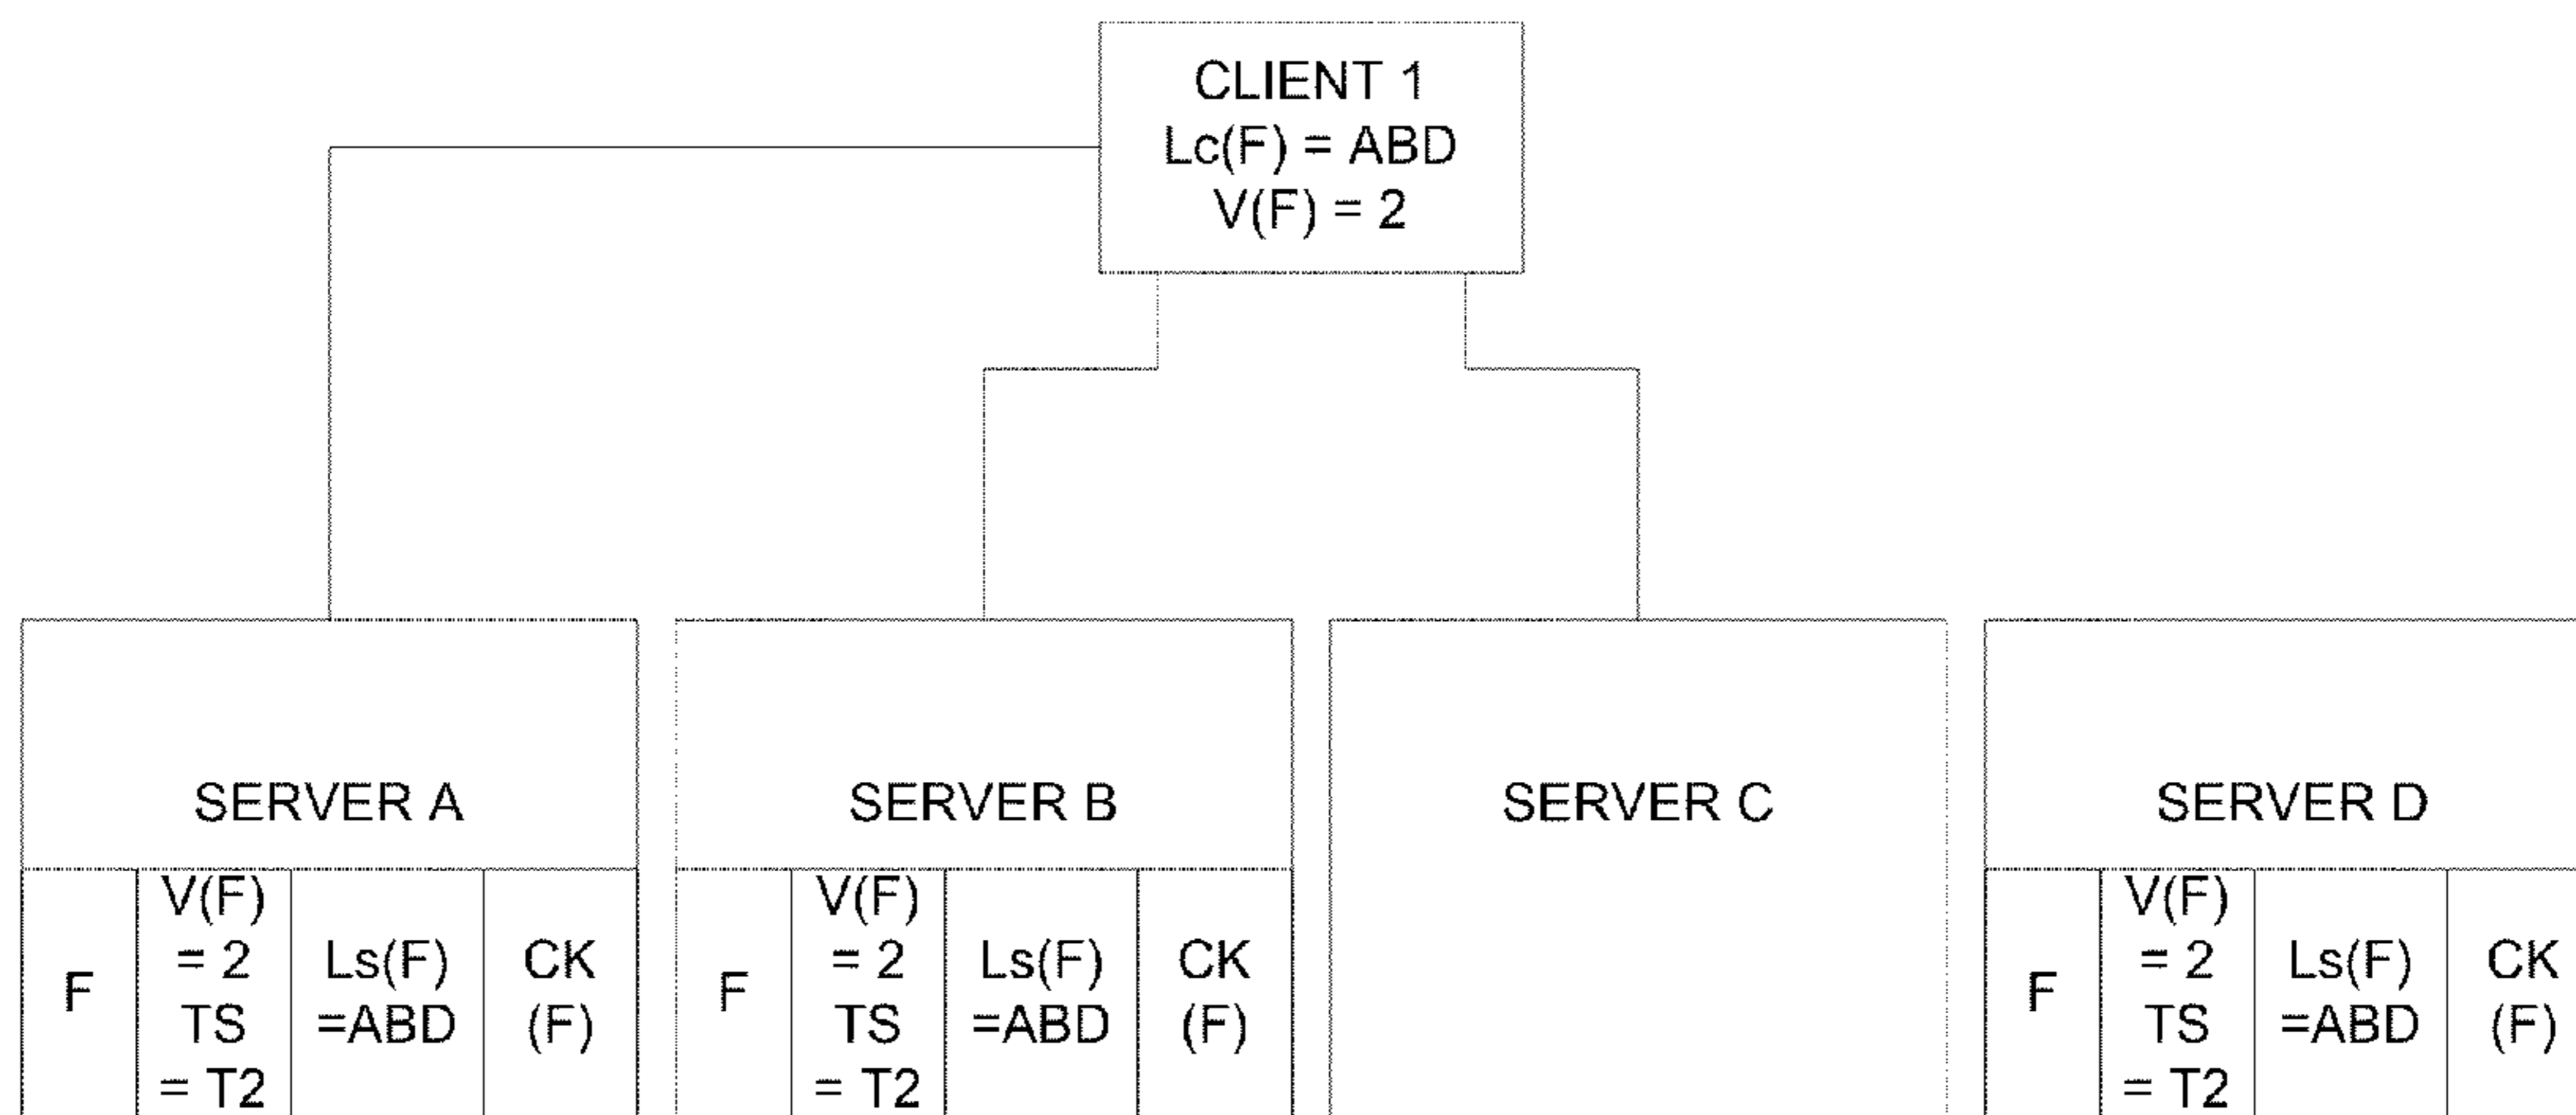 CLIENT 1
Lc(F) = ABD
V(F) = 2
SERVER A
SERVER B
SERVER C
SERVER D
F
V(F)
= 2
TS
= T2
Ls(F)
=ABD
CK
(F)
F
V(F)
= 2
TS
= T2
Ls(F)
=ABD
CK
(F)
F
V(F)
= 2
TS
= T2
Ls(F)
=ABD
CK
(F)